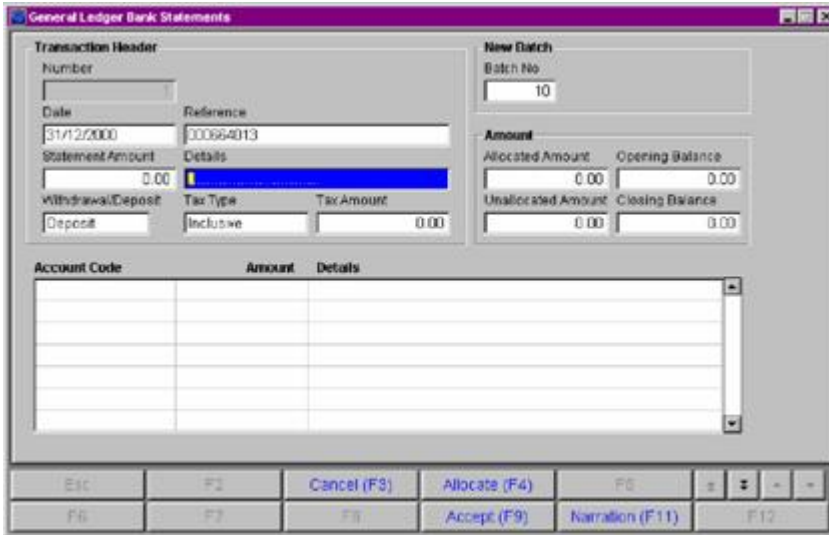 General Ledger Bank Statements
Transaction Header
Number
1
Date Reference
31/12/2000 000664013
Statement Amount Details
0.00
Withdrawal/Deposit Tax Type Tax Amount
Deposit Inclusive 0.00
New Batch
Batch No
10
Amount
Allocated Amount Opening Balance
0.00 0.00
Unallocated Amount Closing Balance
0.00 0.00
Account Code Amount Details
Esc F2 Cancel (F3) Allocate (F4) F5
F6 F7 F8 Accept (F9) Narration (F11) F12